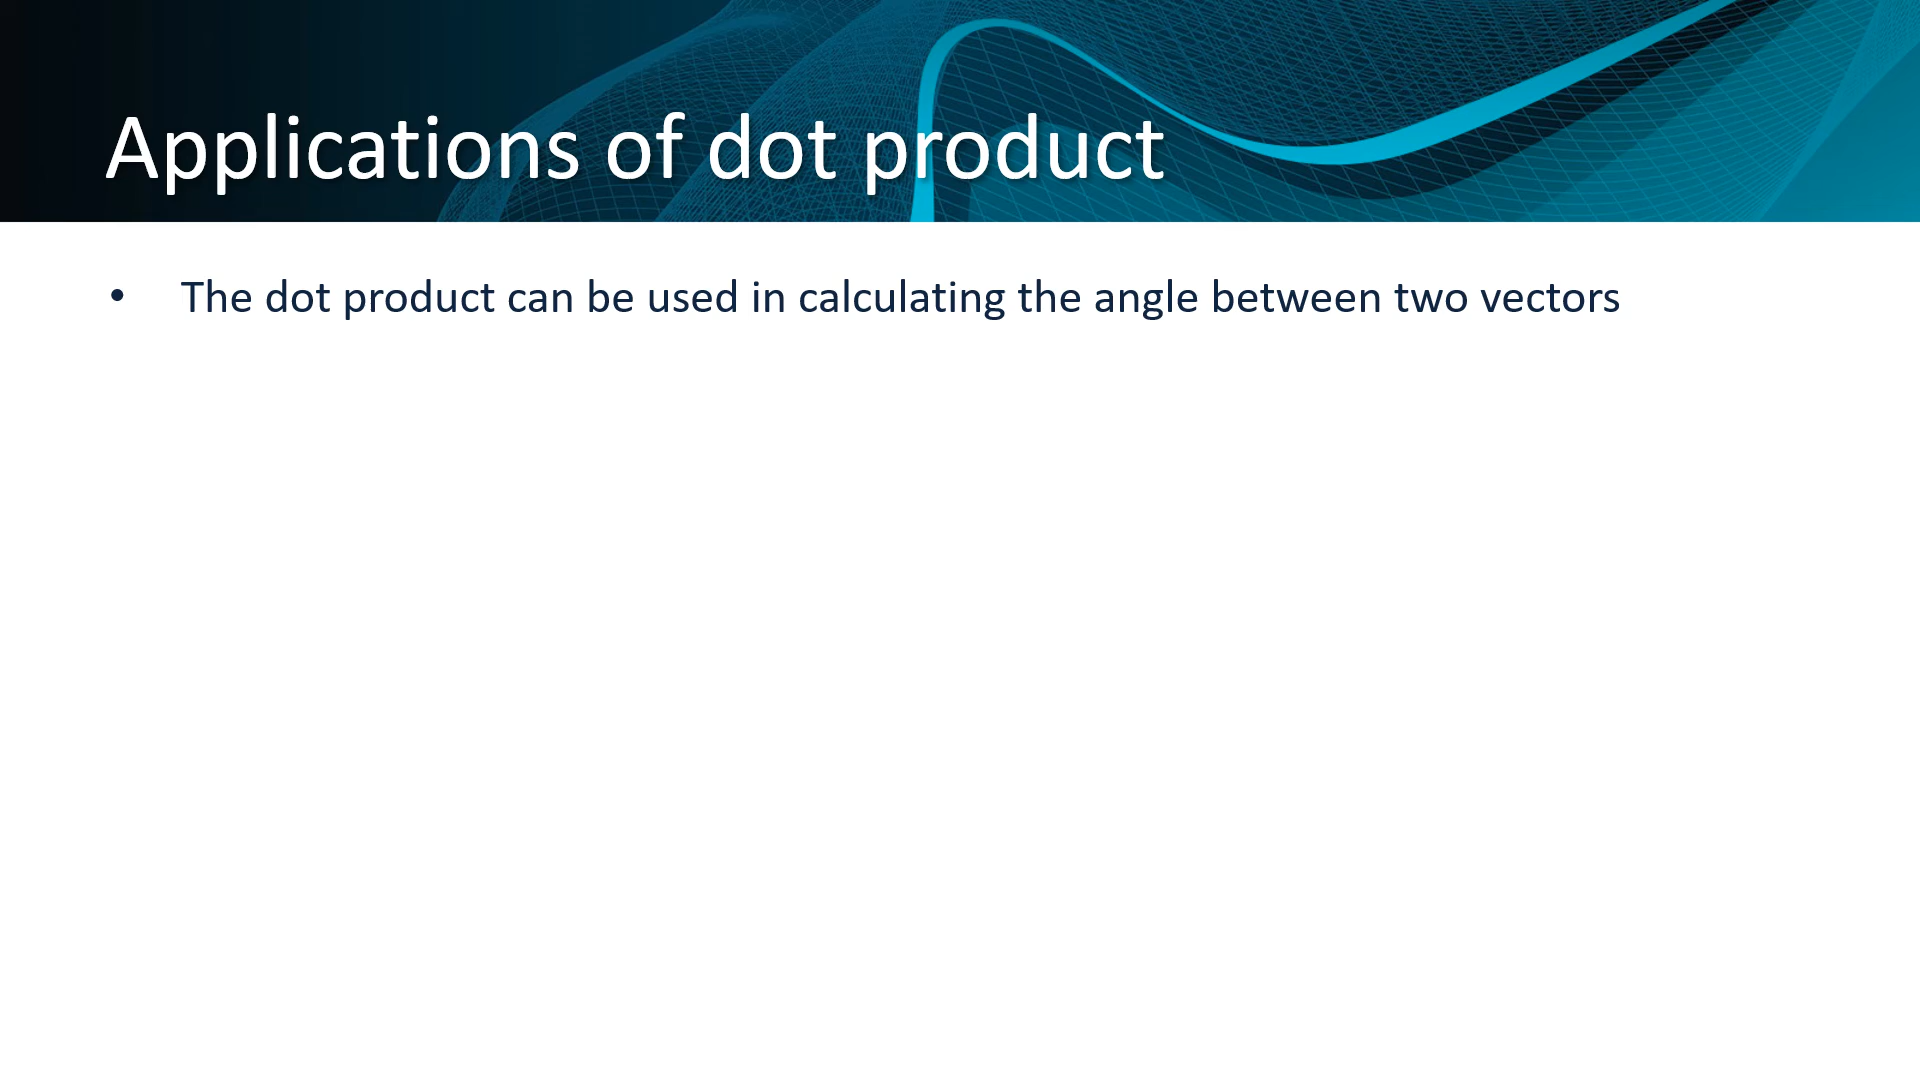 Applications of dot product
• The dot product can be used in calculating the angle between two vectors